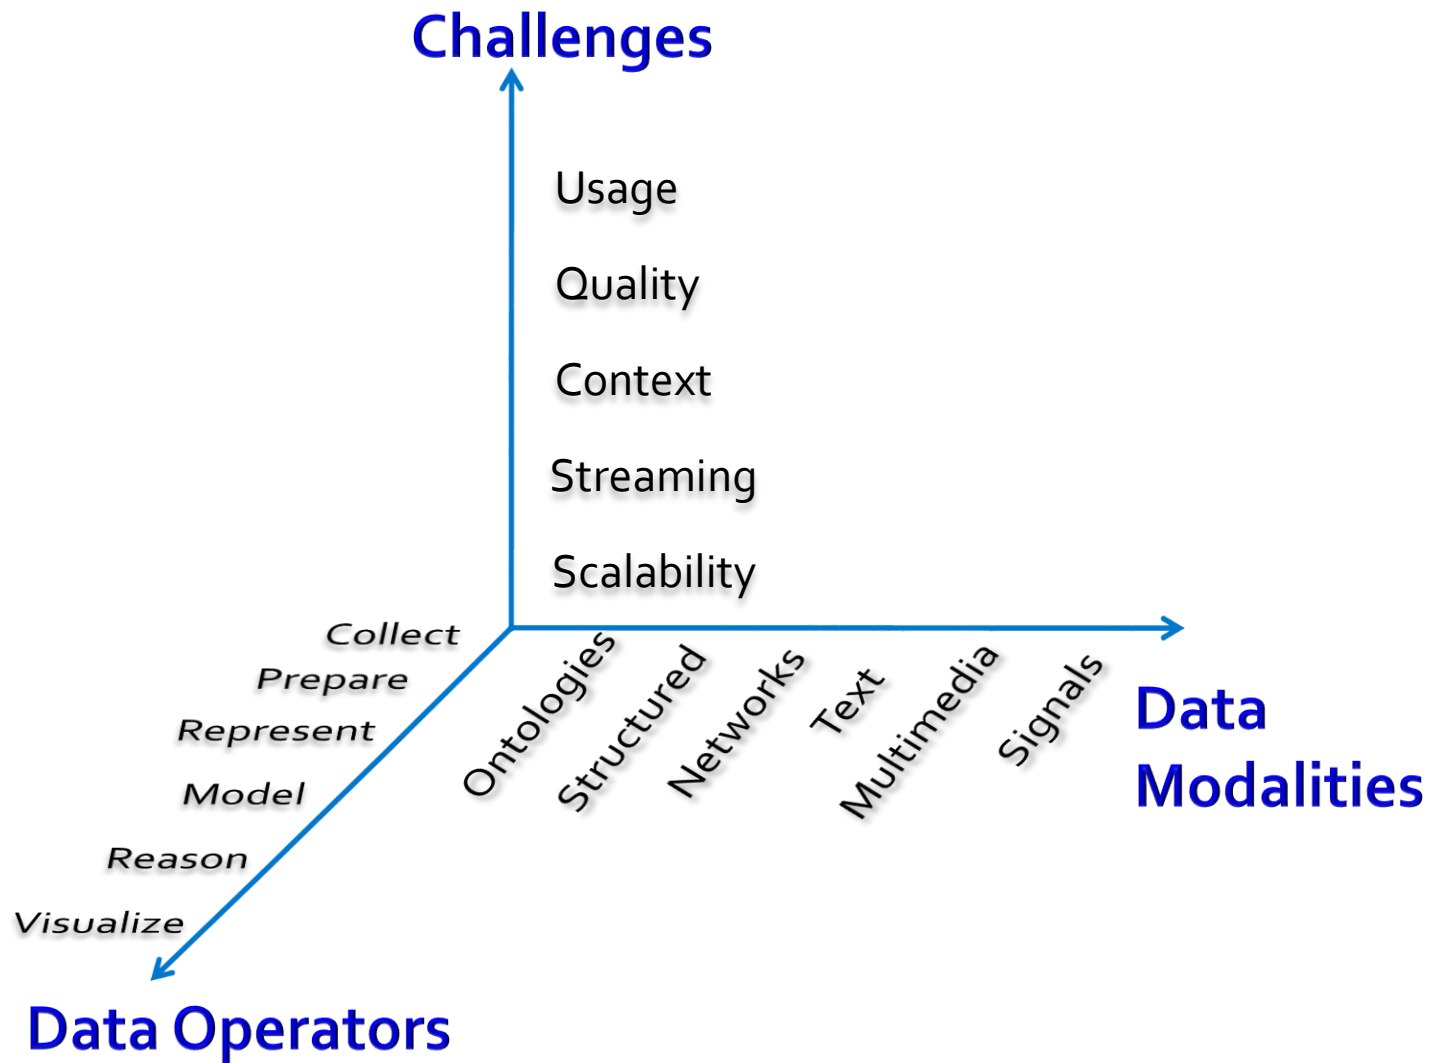 Challenges
Usage
Quality
Context
Streaming
Scalability
Collect
Prepare
Represent
Model
Reason
Visualize
Data Operators
Ontologies
Structured
Networks
Text
Multimedia
Signals
Data
Modalities